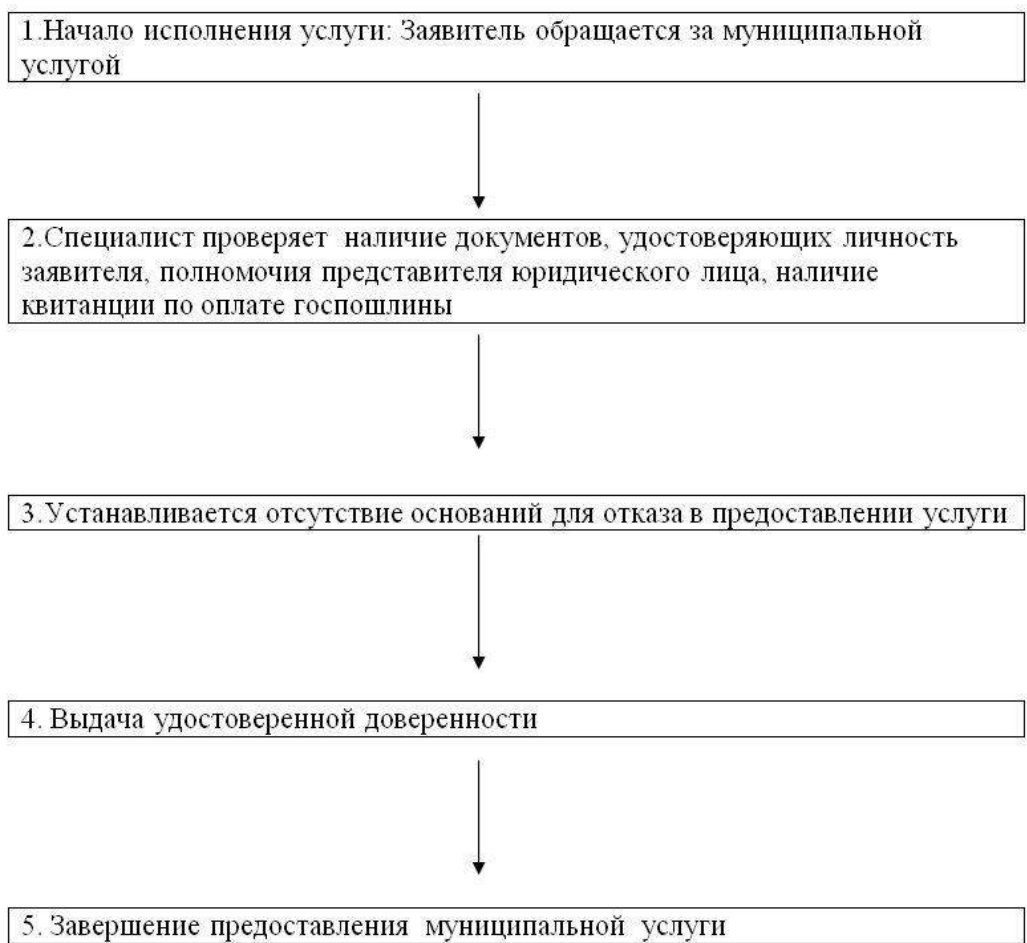 1.Начало исполнения услуги: Заявитель обращается за муниципальной
услугой
2.Специалист проверяет наличие документов, удостоверяющих личность
заявителя, полномочия представителя юридического лица, наличие
квитанции по оплате госпошлины
3.Устанавливается отсутствие оснований для отказа в предоставлении услуги
4. Выдача удостоверенной доверенности
5. Завершение предоставления муниципальной услуги